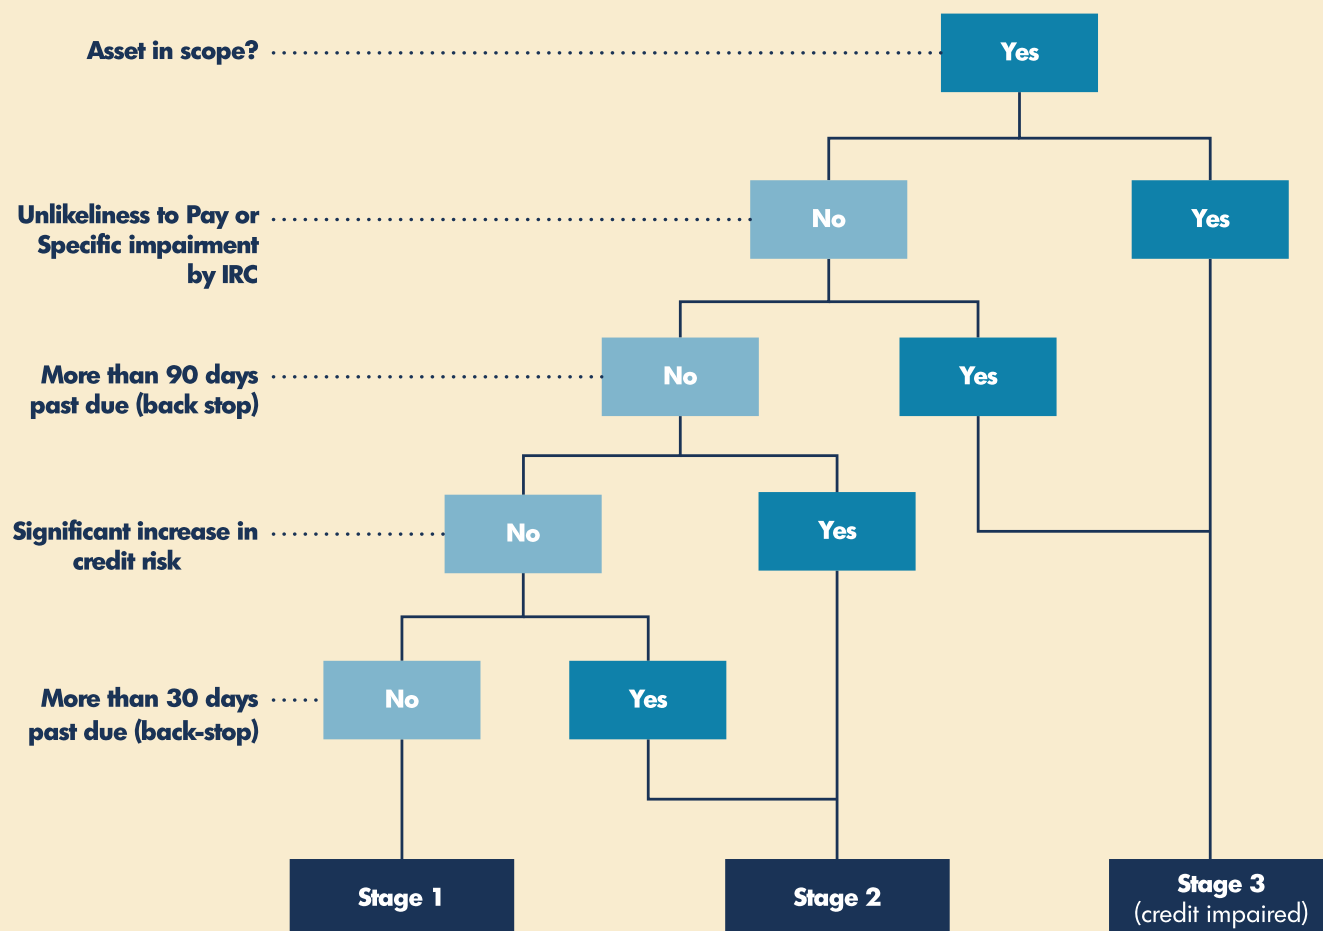 Asset in scope?
Yes
Unlikeliness to Pay or
Specific impairment
by IRC
No
Yes
More than 90 days
past due (back stop)
No
Yes
Significant increase in
credit risk
No
Yes
More than 30 days
past due (back-stop)
No
Yes
Stage 1
Stage 2
Stage 3
(credit impaired)